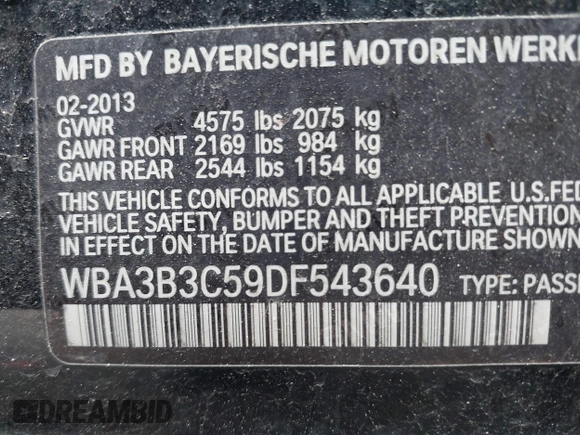 MFD BY BAYERISCHE MOTOREN WERK
02-2013
GVWR 4575 lbs 2075 kg
GAWR FRONT 2169 lbs 984 kg
GAWR REAR 2544 lbs 1154 kg
THIS VEHICLE CONFORMS TO ALL APPLICABLE U.S.FED
VEHICLE SAFETY, BUMPER AND THEFT PREVENTIO
EFFECT ON THE DATE OF MANUFACTURE SHOWN
WBA3B3C59DF543640 TYPE: PASS
DREAMBID